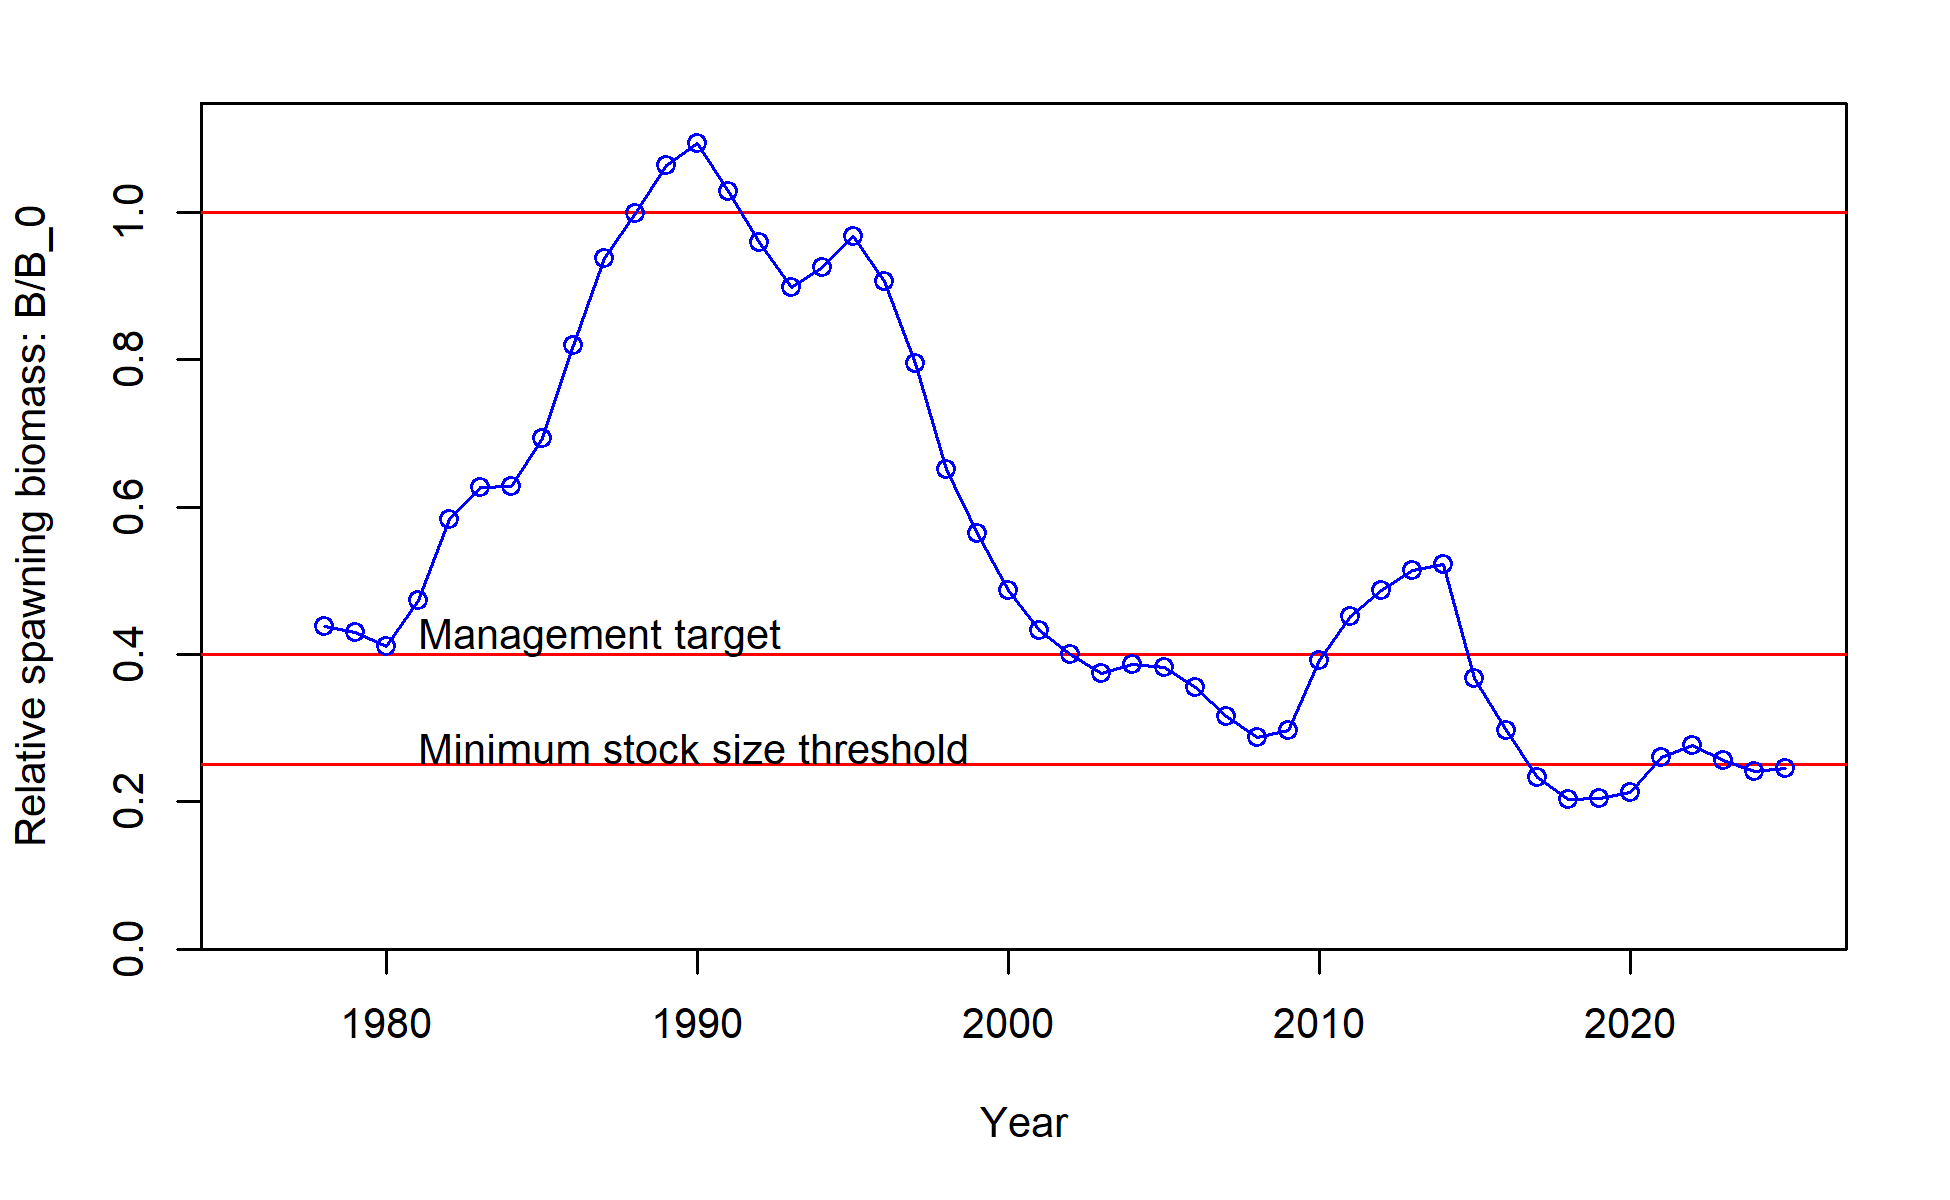 Relative spawning biomass: B/B_0
1.0
0.8
0.6
0.4
0.2
0.0
Management target
Minimum stock size threshold
1980 1990 2000 2010 2020
Year